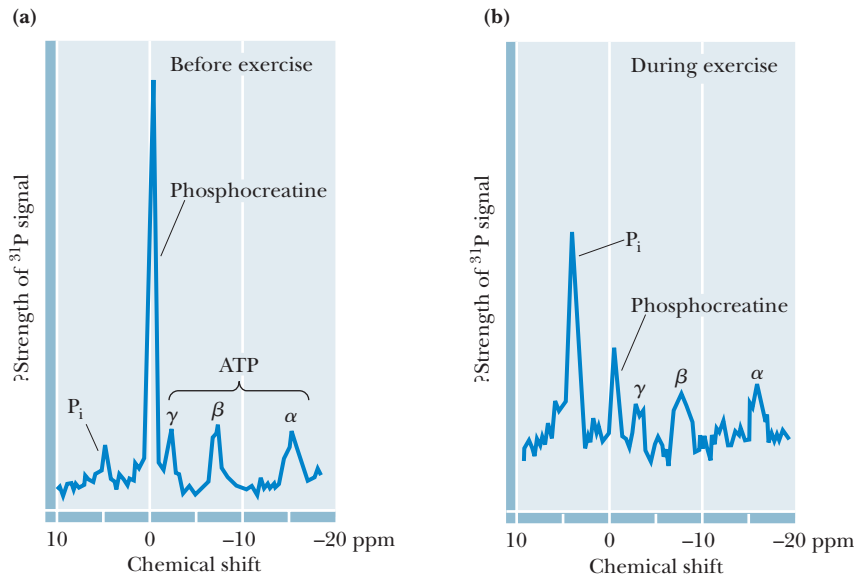 (a)
Before exercise
Phosphocreatine
ATP
Pi
γ
β
α
?Strength of 31P signal
10
0
–10
–20 ppm
Chemical shift
(b)
During exercise
Pi
Phosphocreatine
γ
β
α
?Strength of 31P signal
10
0
–10
–20 ppm
Chemical shift